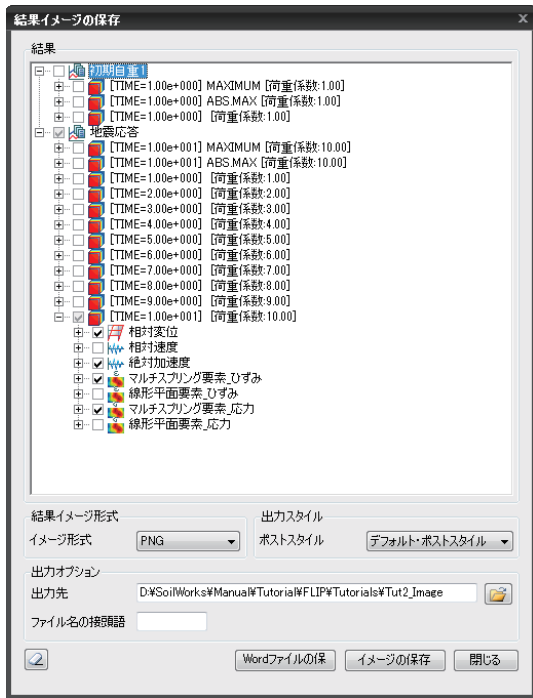 結果イメージの保存
結果
初期自重1
[TIME=1.00e+000] MAXIMUM [荷重係数:1.00]
[TIME=1.00e+000] ABS.MAX [荷重係数:1.00]
[TIME=1.00e+000] [荷重係数:1.00]
地震応答
[TIME=1.00e+001] MAXIMUM [荷重係数:10.00]
[TIME=1.00e+001] ABS.MAX [荷重係数:10.00]
[TIME=1.00e+000] [荷重係数:1.00]
[TIME=2.00e+000] [荷重係数:2.00]
[TIME=3.00e+000] [荷重係数:3.00]
[TIME=4.00e+000] [荷重係数:4.00]
[TIME=5.00e+000] [荷重係数:5.00]
[TIME=6.00e+000] [荷重係数:6.00]
[TIME=7.00e+000] [荷重係数:7.00]
[TIME=8.00e+000] [荷重係数:8.00]
[TIME=9.00e+000] [荷重係数:9.00]
[TIME=1.00e+001] [荷重係数:10.00]
相対変位
相対速度
絶対加速度
マルチスプリング要素_ひずみ
線形平面要素_ひずみ
マルチスプリング要素_応力
線形平面要素_応力
結果イメージ形式
イメージ形式 PNG
出力スタイル
ポストスタイル デフォルト・ポストスタイル
出力オプション
出力先 D:¥SoilWorks¥Manual¥Tutorial¥FLIP¥Tutorials¥Tut2_Image
ファイル名の接頭語
Wordファイルの保 イメージの保存 閉じる